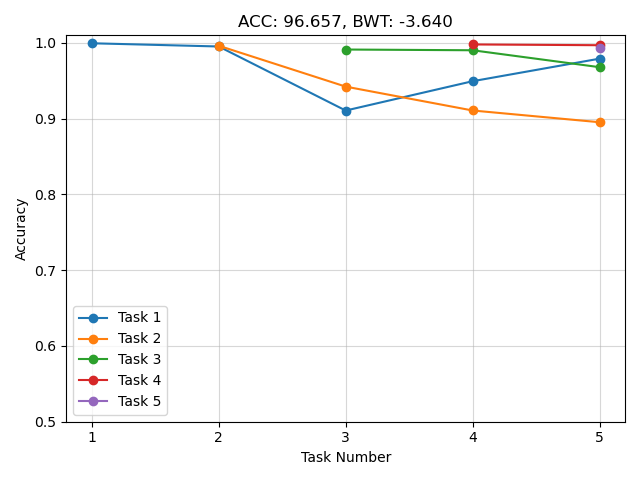 ACC: 96.657, BWT: -3.640
1.0
0.9
0.8
0.7
0.6
0.5
Accuracy
Task 1
Task 2
Task 3
Task 4
Task 5
1 2 3 4 5
Task Number